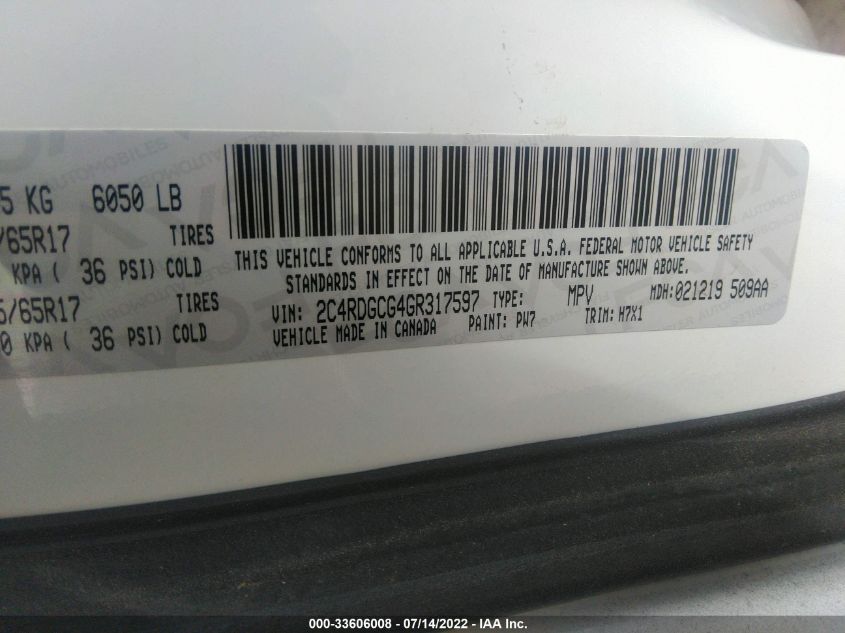 5 KG 6050 LB
/65R17 TIRES
KPA ( 36 PSI) COLD
5/65R17 TIRES
0 KPA ( 36 PSI) COLD
THIS VEHICLE CONFORMS TO ALL APPLICABLE U.S.A. FEDERAL MOTOR VEHICLE SAFETY
STANDARDS IN EFFECT ON THE DATE OF MANUFACTURE SHOWN ABOVE.
VIN: 2C4RDGCG4GR317597 TYPE: MPV MDH:021219 509AA
VEHICLE MADE IN CANADA PAINT: PW7 TRIM: H7X1
000-33606008 - 07/14/2022 - IAA Inc.